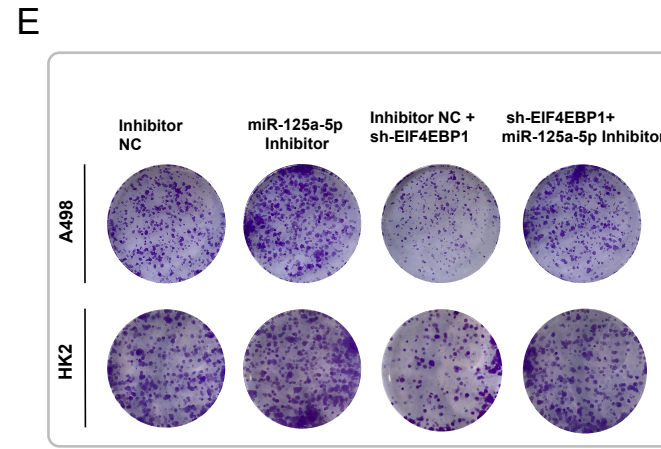 E
Inhibitor
NC
miR-125a-5p
Inhibitor
Inhibitor NC +
sh-EIF4EBP1
sh-EIF4EBP1+
miR-125a-5p Inhibitor
A498
HK2